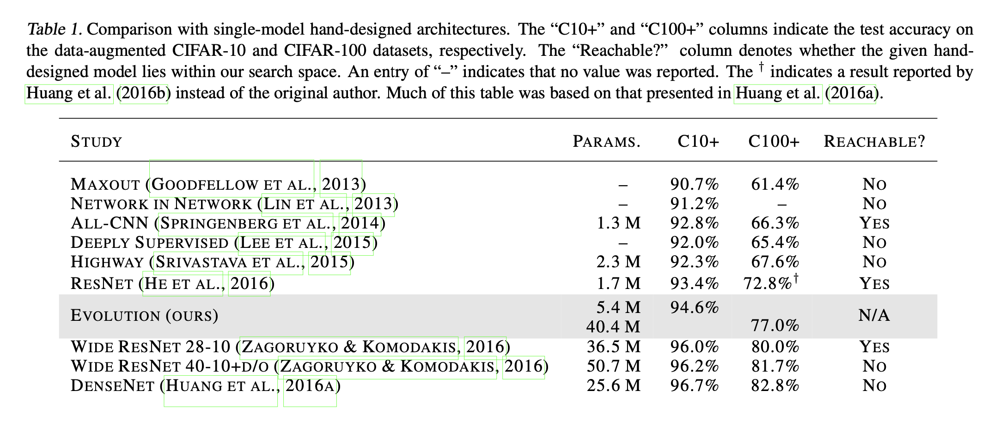 Table 1. Comparison with single-model hand-designed architectures. The “C10+” and “C100+” columns indicate the test accuracy on
the data-augmented CIFAR-10 and CIFAR-100 datasets, respectively. The “Reachable?” column denotes whether the given hand-
designed model lies within our search space. An entry of “–” indicates that no value was reported. The † indicates a result reported by
Huang et al. (2016b) instead of the original author. Much of this table was based on that presented in Huang et al. (2016a).
STUDY PARAMS. C10+ C100+ REACHABLE?
MAXOUT (GOODFELLOW ET AL., 2013) – 90.7% 61.4% NO
NETWORK IN NETWORK (LIN ET AL., 2013) – 91.2% – NO
ALL-CNN (SPRINGENBERG ET AL., 2014) 1.3 M 92.8% 66.3% YES
DEEPLY SUPERVISED (LEE ET AL., 2015) – 92.0% 65.4% NO
HIGHWAY (SRIVASTAVA ET AL., 2015) 2.3 M 92.3% 67.6% NO
RESNET (HE ET AL., 2016) 1.7 M 93.4% 72.8%† YES
EVOLUTION (OURS) 5.4 M 94.6% N/A
40.4 M 77.0%
WIDE RESNET 28-10 (ZAGORUYKO & KOMODAKIS, 2016) 36.5 M 96.0% 80.0% YES
WIDE RESNET 40-10+D/O (ZAGORUYKO & KOMODAKIS, 2016) 50.7 M 96.2% 81.7% NO
DENSENET (HUANG ET AL., 2016A) 25.6 M 96.7% 82.8% NO